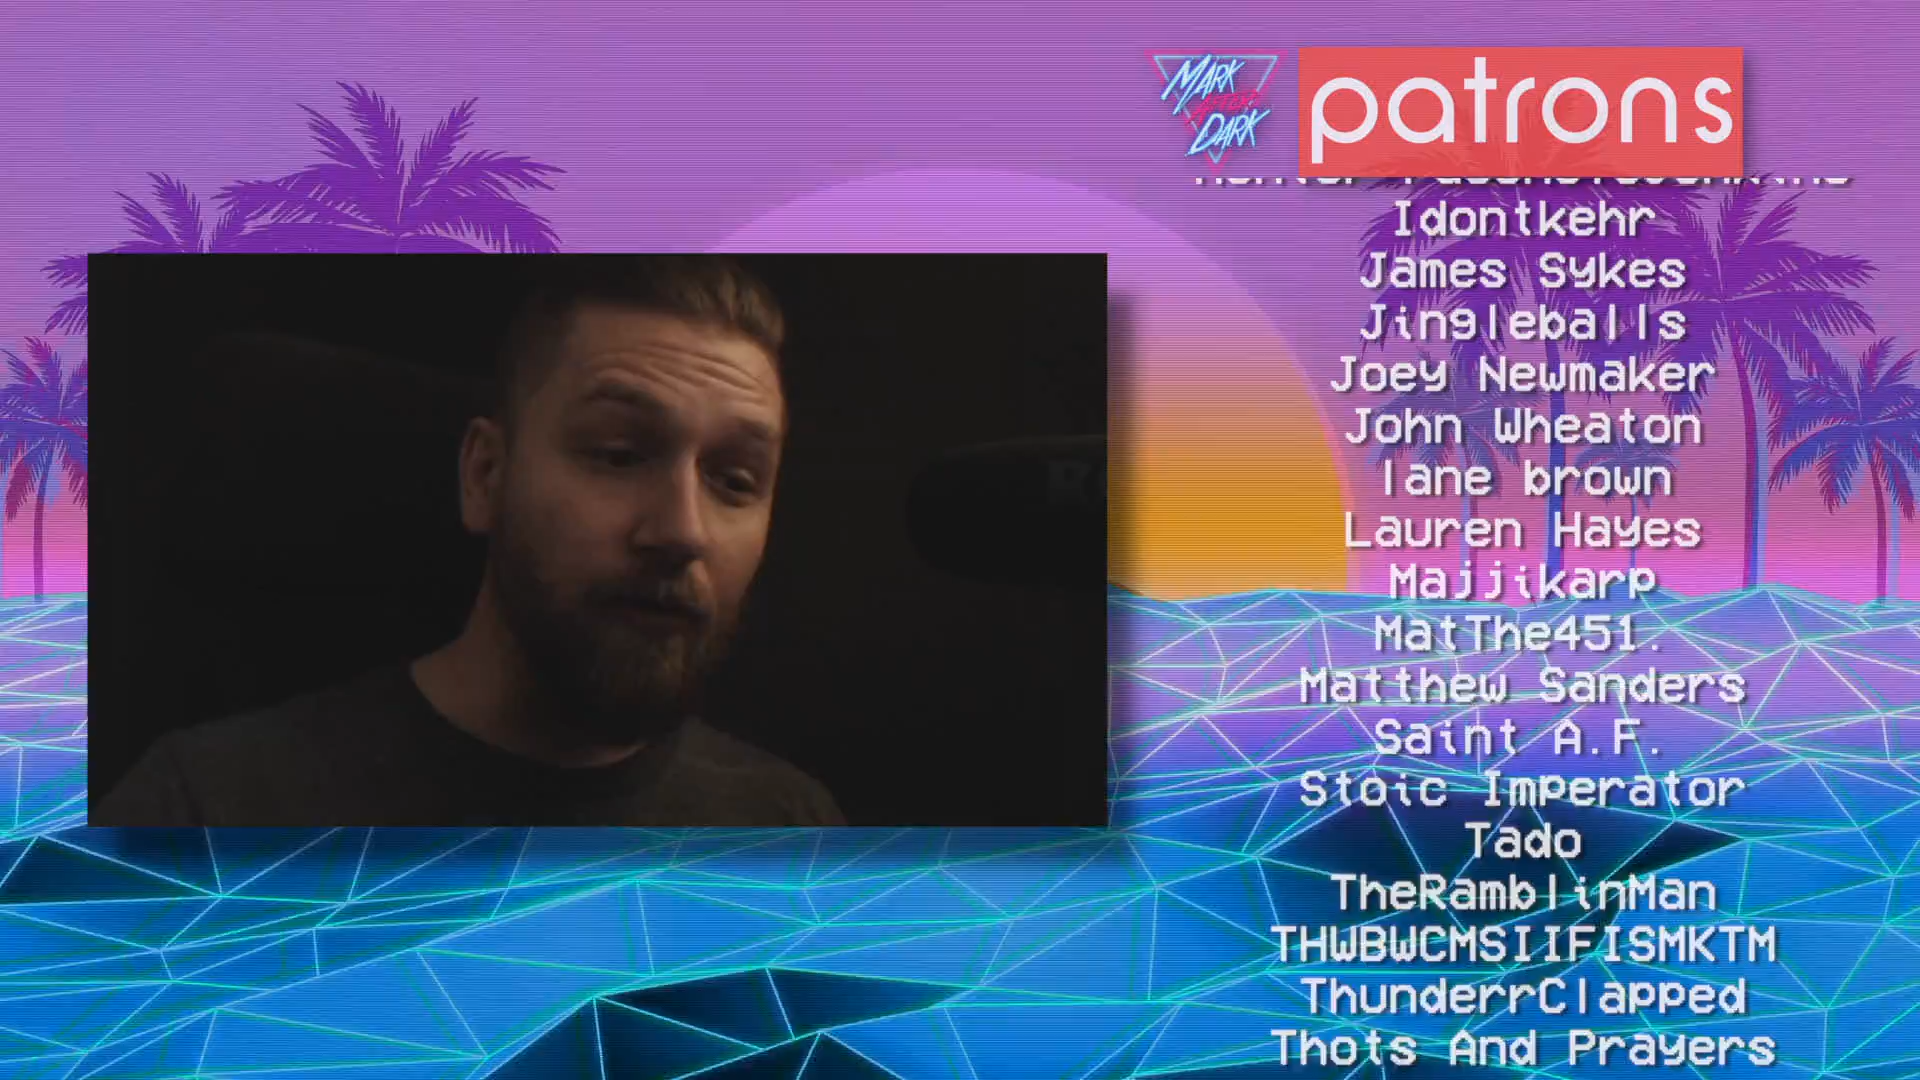 MARK
AFTER
DARK
patrons
Idontkehr
James Sykes
Jingleballs
Joey Newmaker
John Wheaton
lane brown
Lauren Hayes
Majjikarp
MatThe451.
Matthew Sanders
Saint A.F.
Stoic Imperator
Tado
TheRamblinMan
THWBWCMSIIFISMKTM
ThunderrClapped
Thots And Prayers